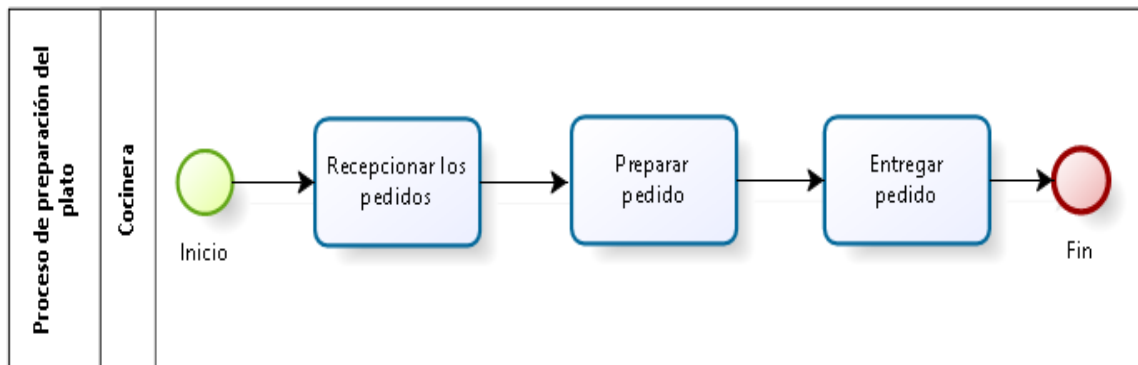 Proceso de preparación del
plato
Cocinera
Inicio
Recepcionar los
pedidos
Preparar
pedido
Entregar
pedido
Fin